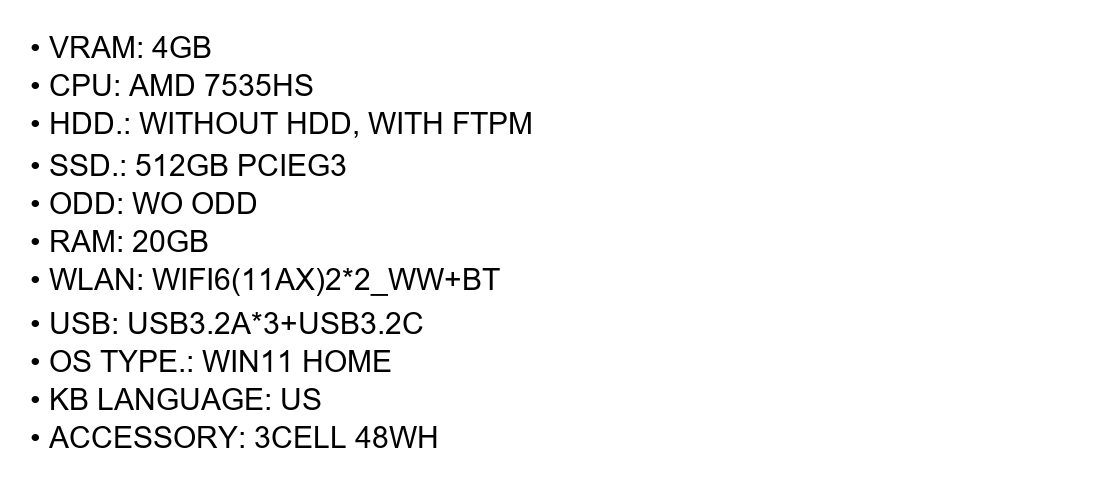 • VRAM: 4GB
• CPU: AMD 7535HS
• HDD.: WITHOUT HDD, WITH FTPM
• SSD.: 512GB PCIEG3
• ODD: WO ODD
• RAM: 20GB
• WLAN: WIFI6(11AX)2*2_WW+BT
• USB: USB3.2A*3+USB3.2C
• OS TYPE.: WIN11 HOME
• KB LANGUAGE: US
• ACCESSORY: 3CELL 48WH